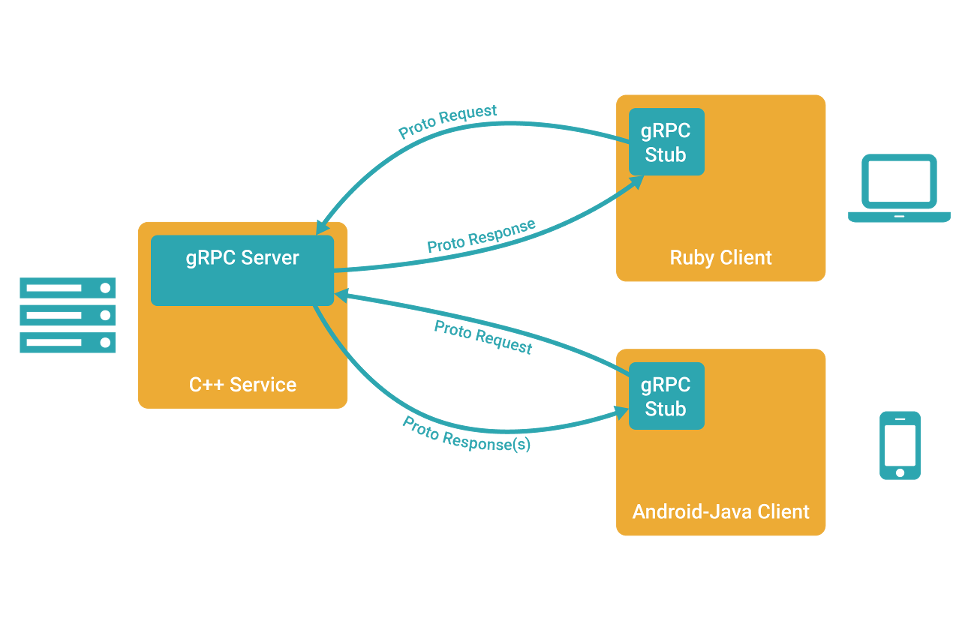 Proto Request
gRPC
Stub
Proto Response
Ruby Client
gRPC Server
C++ Service
Proto Request
gRPC
Stub
Proto Response(s)
Android-Java Client